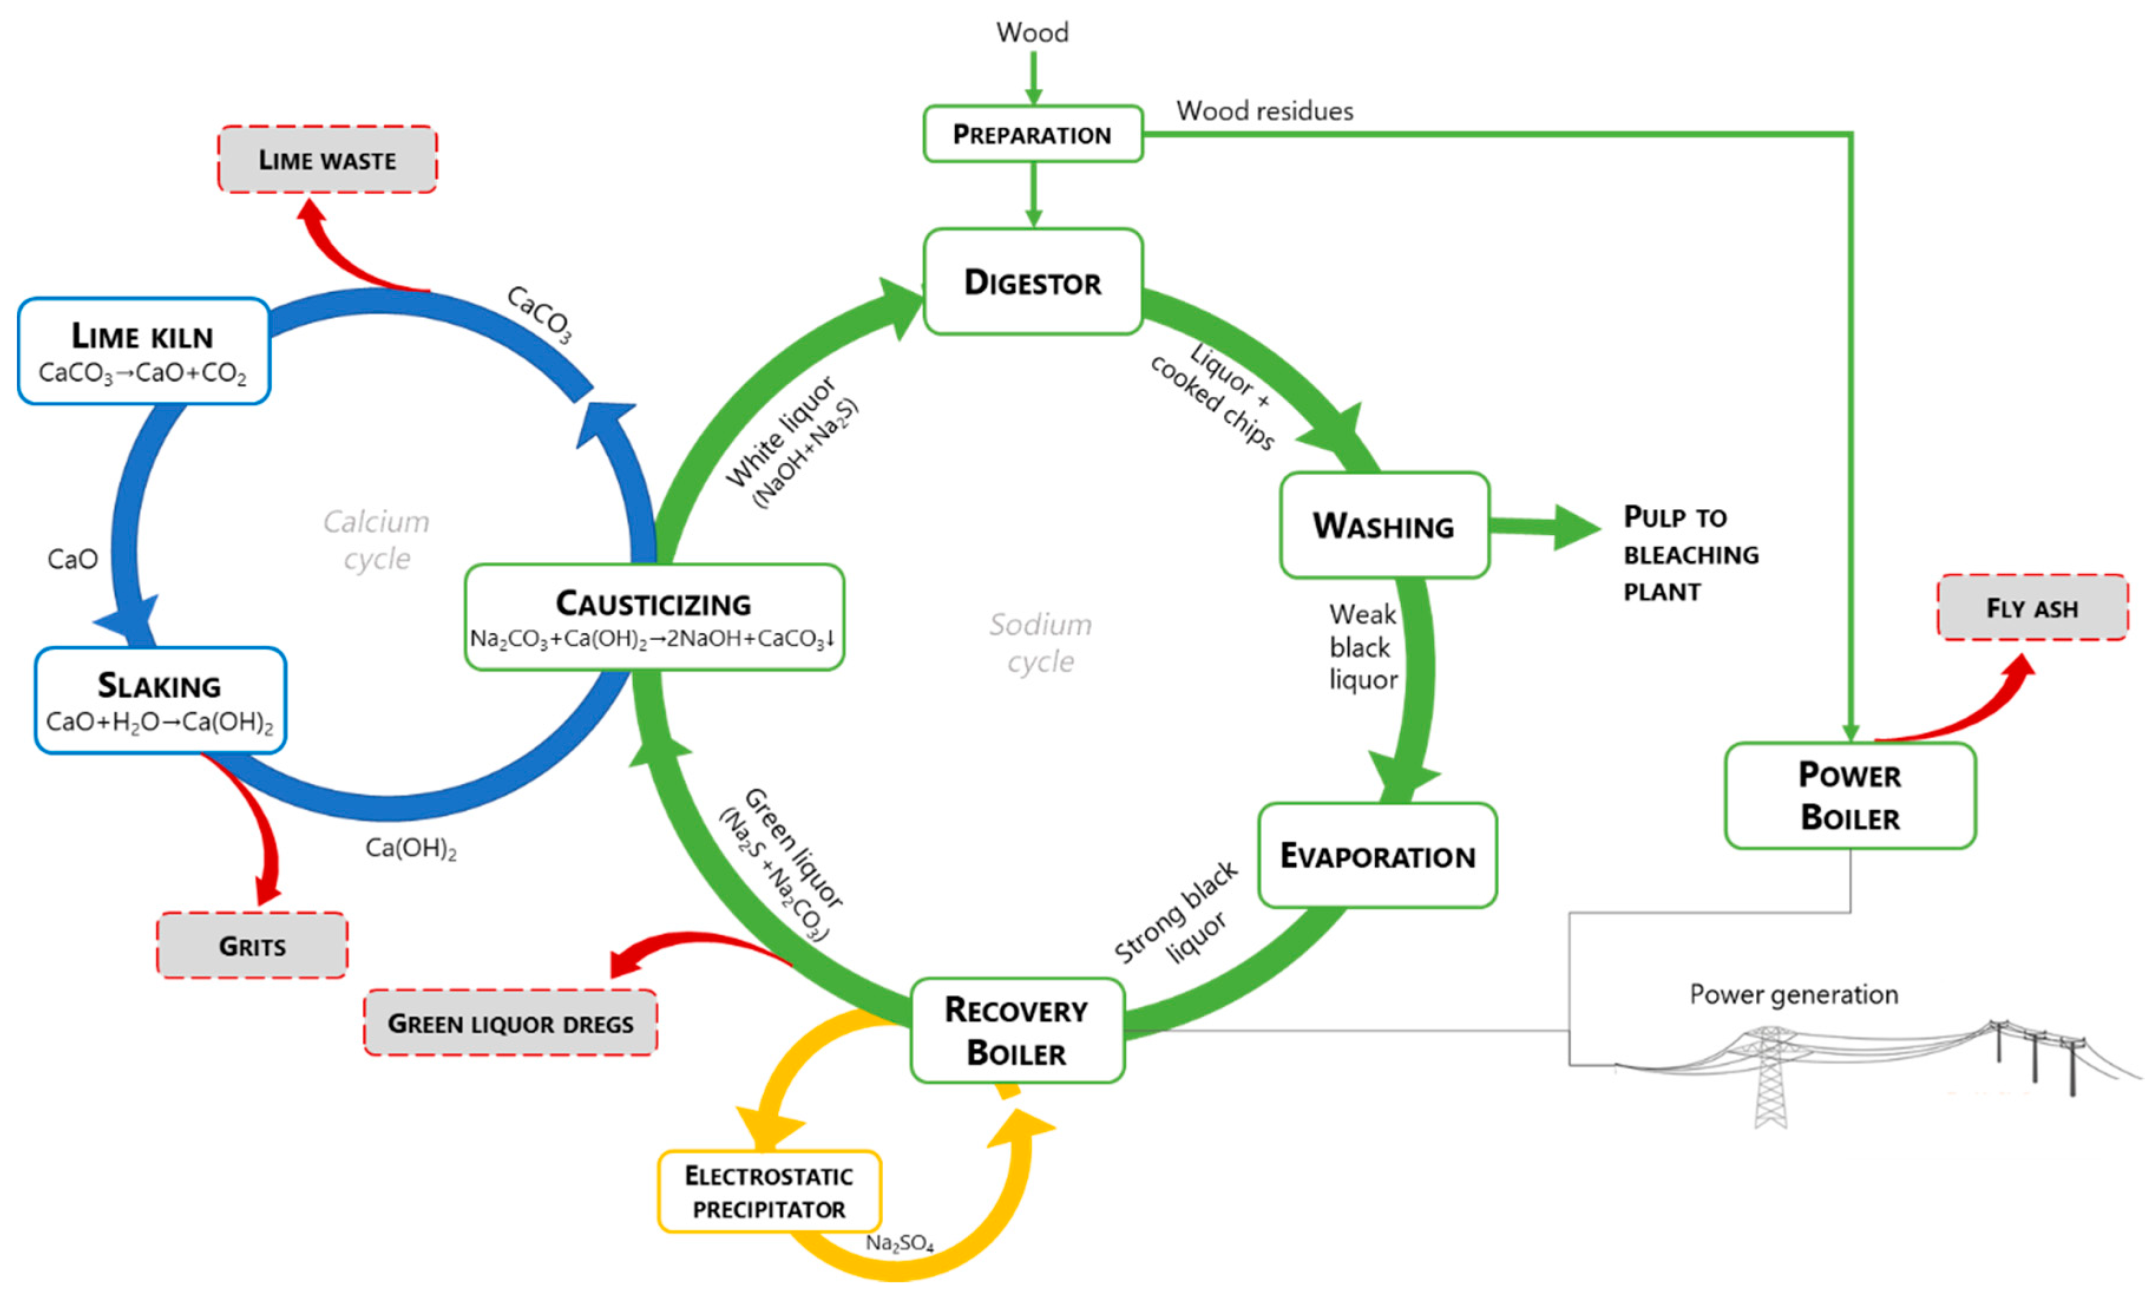 Wood
PREPARATION
Wood residues
LIME WASTE
DIGESTOR
CaCO₃
LIME KILN
CaCO₃→CaO+CO₂
White liquor
(NaOH+Na₂S)
Liquor +
cooked chips
WASHING
PULP TO
BLEACHING
PLANT
Calcium
cycle
CaO
CAUSTICIZING
Na₂CO₃+Ca(OH)₂→2NaOH+CaCO₃↓
Sodium
cycle
Weak
black
liquor
FLY ASH
SLAKING
CaO+H₂O→Ca(OH)₂
POWER
BOILER
Ca(OH)₂
Green liquor
(Na₂S +Na₂CO₃)
EVAPORATION
Strong black
liquor
GRITS
GREEN LIQUOR DREGS
RECOVERY
BOILER
Power generation
ELECTROSTATIC
PRECIPITATOR
Na₂SO₄